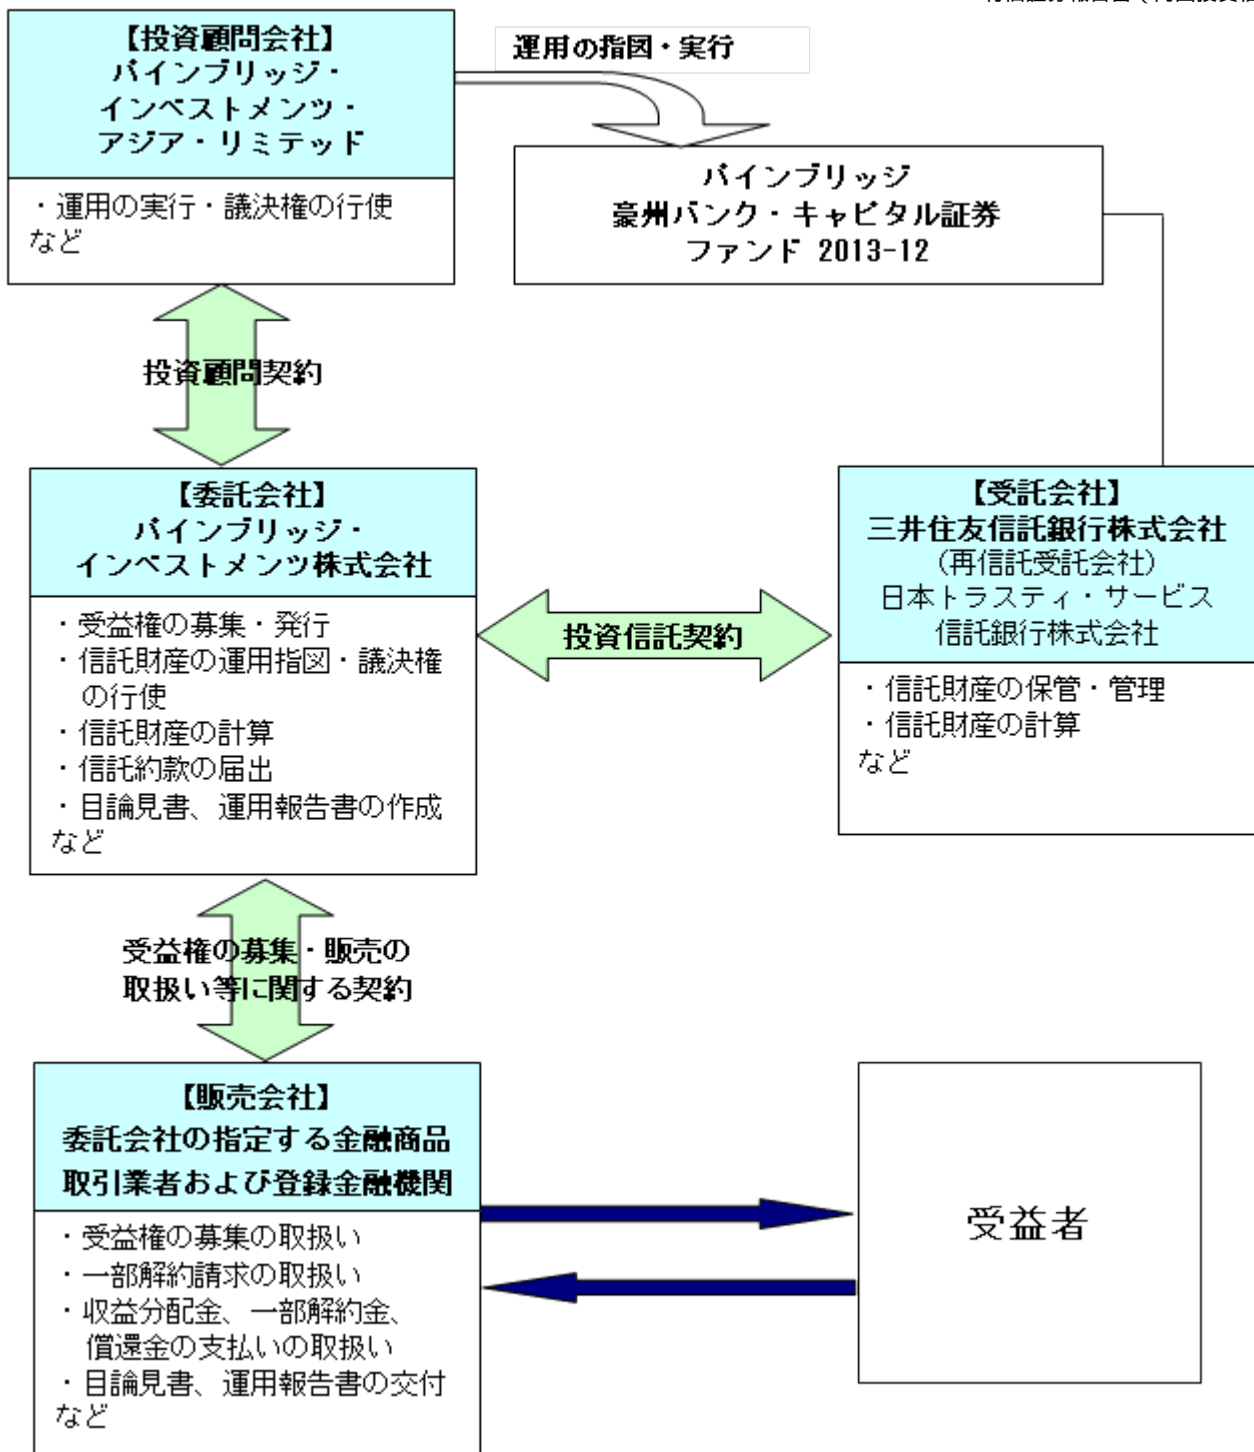 【投資顧問会社】
パインブリッジ・
インベストメンツ・
アジア・リミテッド
・運用の実行・議決権の行使
など
運用の指図・実行
パインブリッジ
豪州バンク・キャピタル証券
ファンド 2013-12
投資顧問契約
【委託会社】
パインブリッジ・
インベストメンツ株式会社
・受益権の募集・発行
・信託財産の運用指図・議決権
の行使
・信託財産の計算
・信託約款の届出
・目論見書、運用報告書の作成
など
投資信託契約
【受託会社】
三井住友信託銀行株式会社
(再信託受託会社)
日本トラスティ・サービス
信託銀行株式会社
・信託財産の保管・管理
・信託財産の計算
など
受益権の募集・販売の
取扱い等に関する契約
【販売会社】
委託会社の指定する金融商品
取引業者および登録金融機関
・受益権の募集の取扱い
・一部解約請求の取扱い
・収益分配金、一部解約金、
償還金の支払いの取扱い
・目論見書、運用報告書の交付
など
受益者